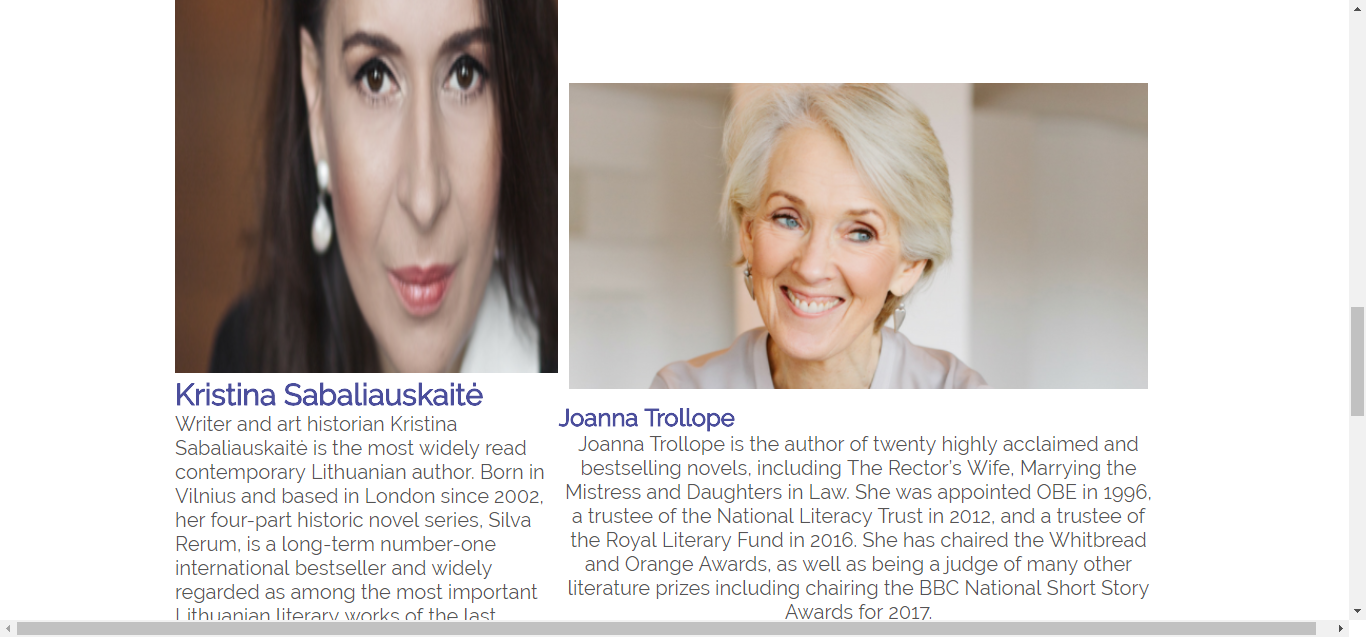 Kristina Sabaliauskaitė
Writer and art historian Kristina
Sabaliauskaitė is the most widely read
contemporary Lithuanian author. Born in
Vilnius and based in London since 2002,
her four-part historic novel series, Silva
Rerum, is a long-term number-one
international bestseller and widely
regarded as among the most important
Lithuanian literary works of the last
Joanna Trollope
Joanna Trollope is the author of twenty highly acclaimed and
bestselling novels, including The Rector's Wife, Marrying the
Mistress and Daughters in Law. She was appointed OBE in 1996,
a trustee of the National Literacy Trust in 2012, and a trustee of
the Royal Literary Fund in 2016. She has chaired the Whitbread
and Orange Awards, as well as being a judge of many other
literature prizes including chairing the BBC National Short Story
Awards for 2017.